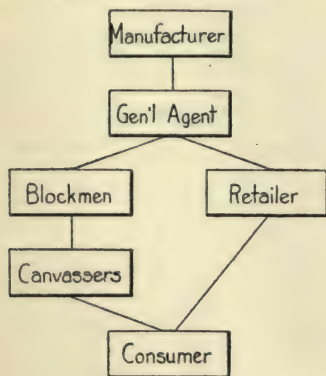 Manufacturer
Gen'l Agent
Blockmen
Retailer
Canvassers
Consumer